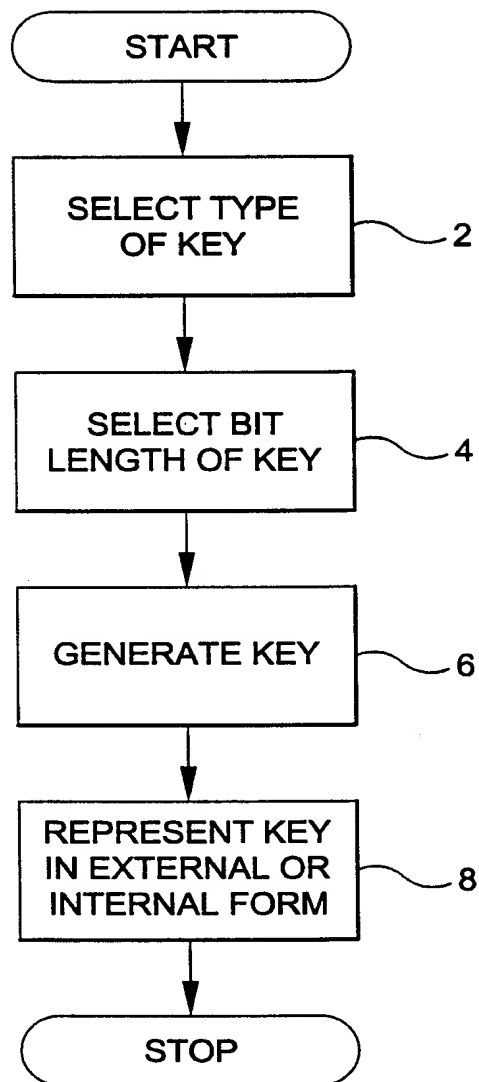 START
SELECT TYPE
OF KEY
2
SELECT BIT
LENGTH OF KEY
4
GENERATE KEY
6
REPRESENT KEY
IN EXTERNAL OR
INTERNAL FORM
8
STOP